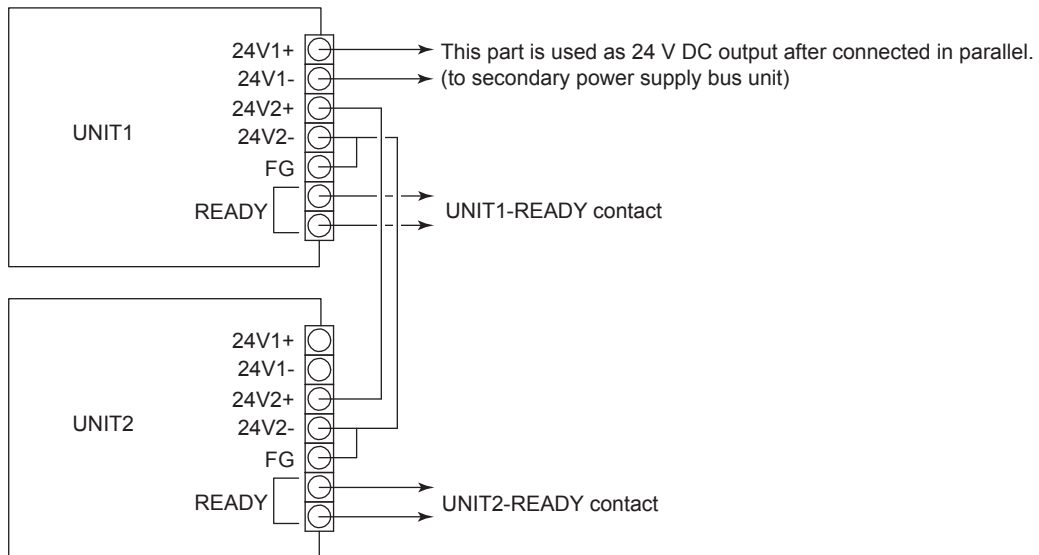 24V1+
This part is used as 24 V DC output after connected in parallel.
24V1-
(to secondary power supply bus unit)
24V2+
UNIT1
24V2-
FG
READY
UNIT1-READY contact
24V1+
24V1-
24V2+
UNIT2
24V2-
FG
READY
UNIT2-READY contact